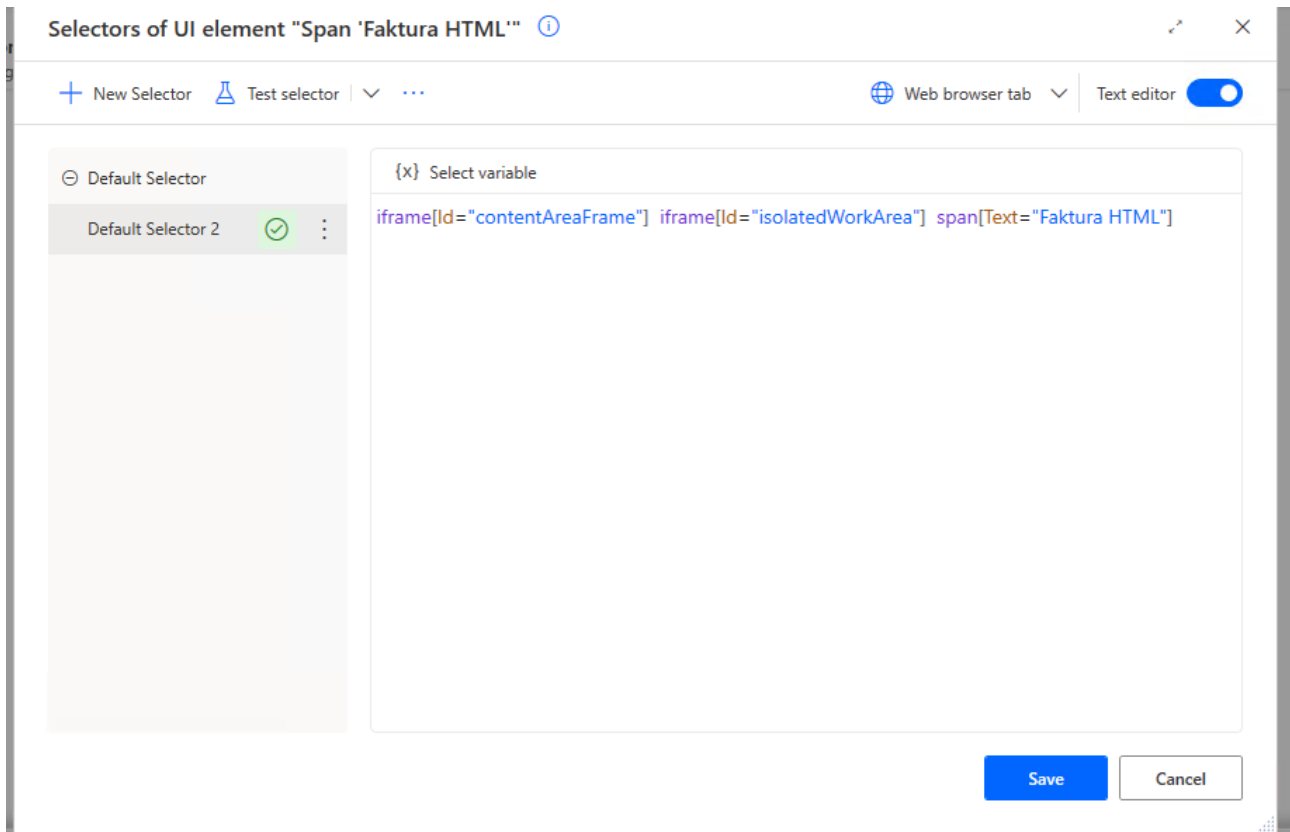 Selectors of UI element "Span 'Faktura HTML'"
New Selector Test selector Web browser tab Text editor
Default Selector
Default Selector 2
{x} Select variable
iframe[Id="contentAreaFrame"] iframe[Id="isolatedWorkArea"] span[Text="Faktura HTML"]
Save Cancel